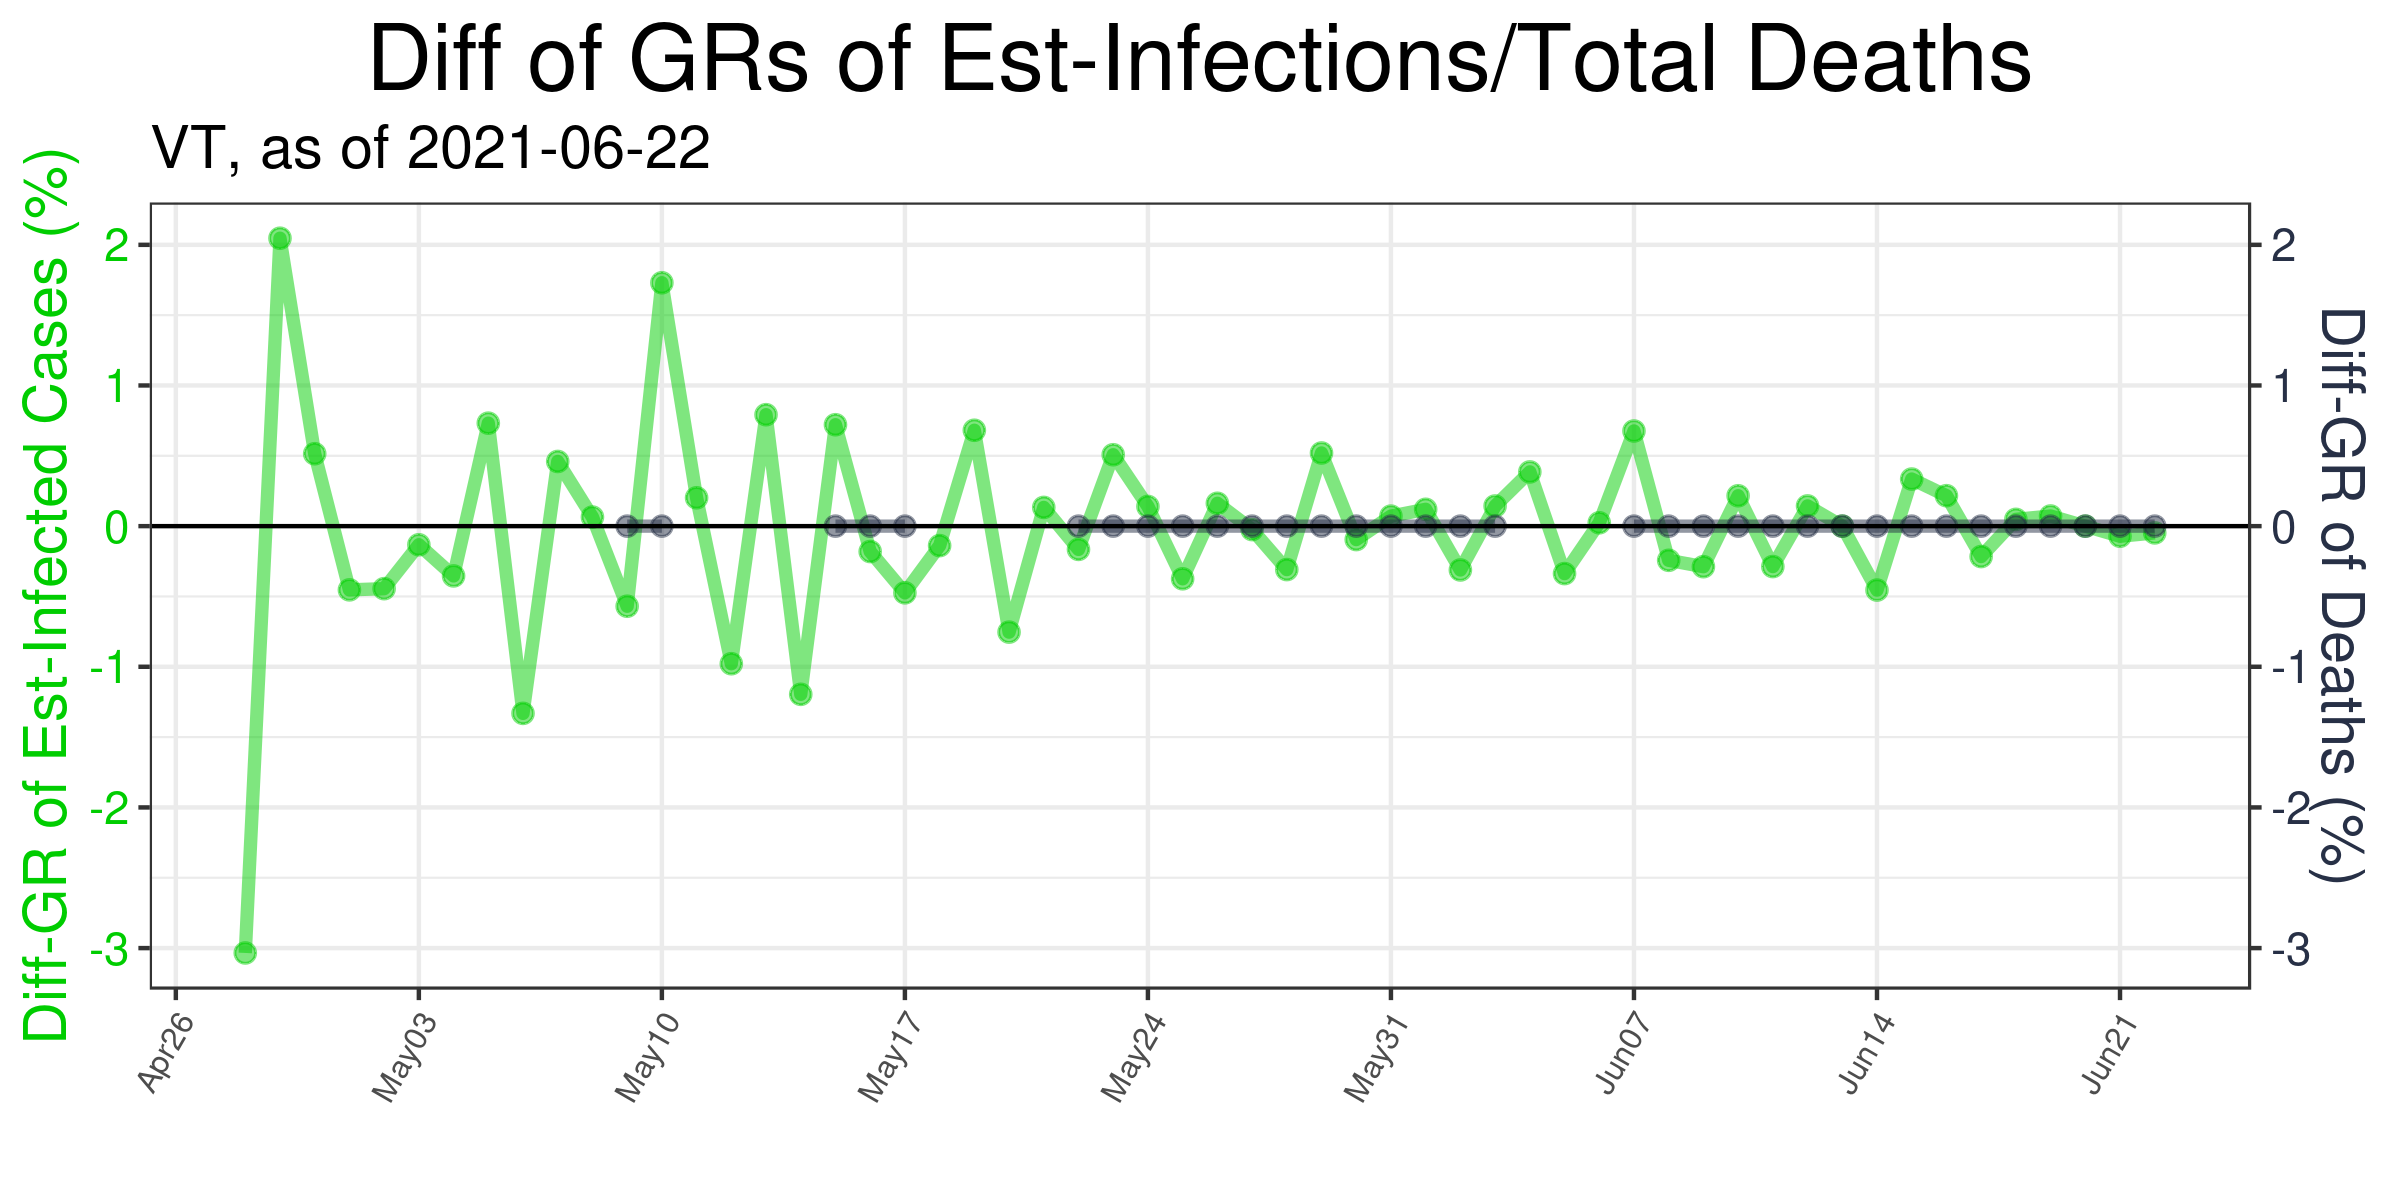 Diff of GRs of Est-Infections/Total Deaths
VT, as of 2021-06-22
Diff-GR of Est-Infected Cases (%)
2
1
0
-1
-2
-3
2
1
0
-1
-2
-3
Diff-GR of Deaths (%)
Apr26
May03
May10
May17
May24
May31
Jun07
Jun14
Jun21